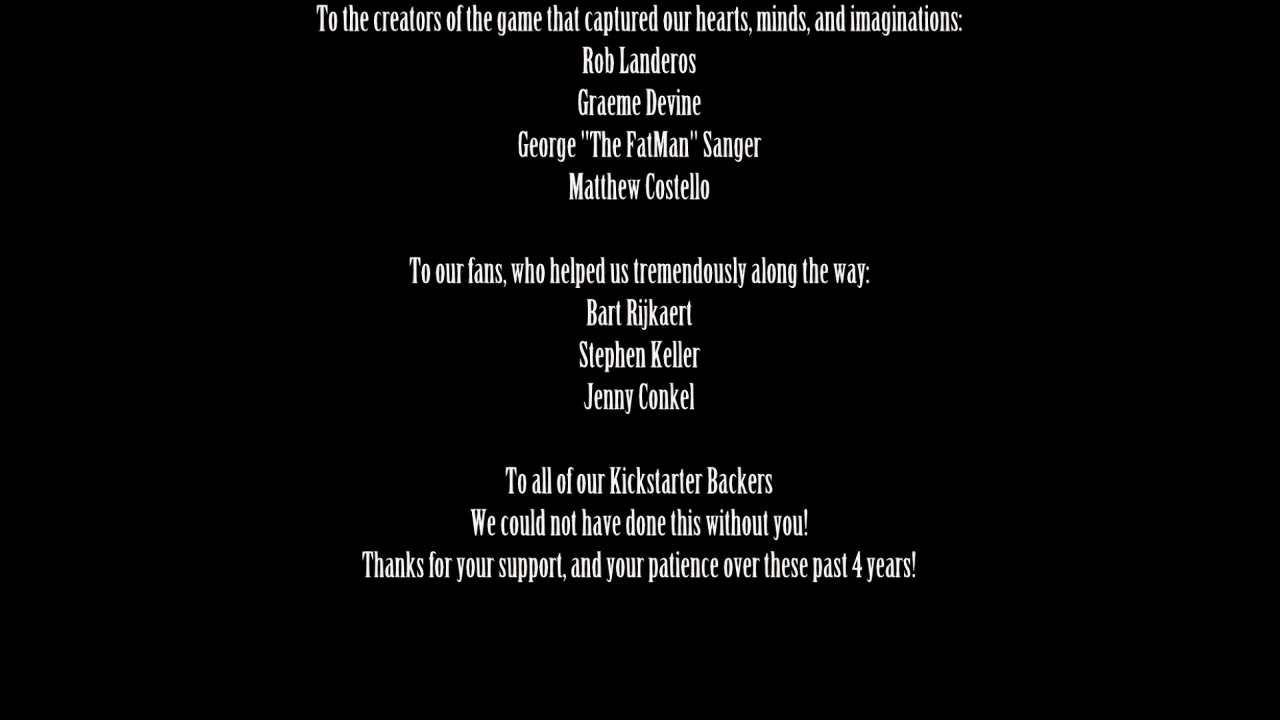 To the creators of the game that captured our hearts, minds, and imaginations:
Rob Landeros
Graeme Devine
George "The FatMan" Sanger
Matthew Costello
To our fans, who helped us tremendously along the way:
Bart Rijkaert
Stephen Keller
Jenny Conkel
To all of our Kickstarter Backers
We could not have done this without you!
Thanks for your support, and your patience over these past 4 years!